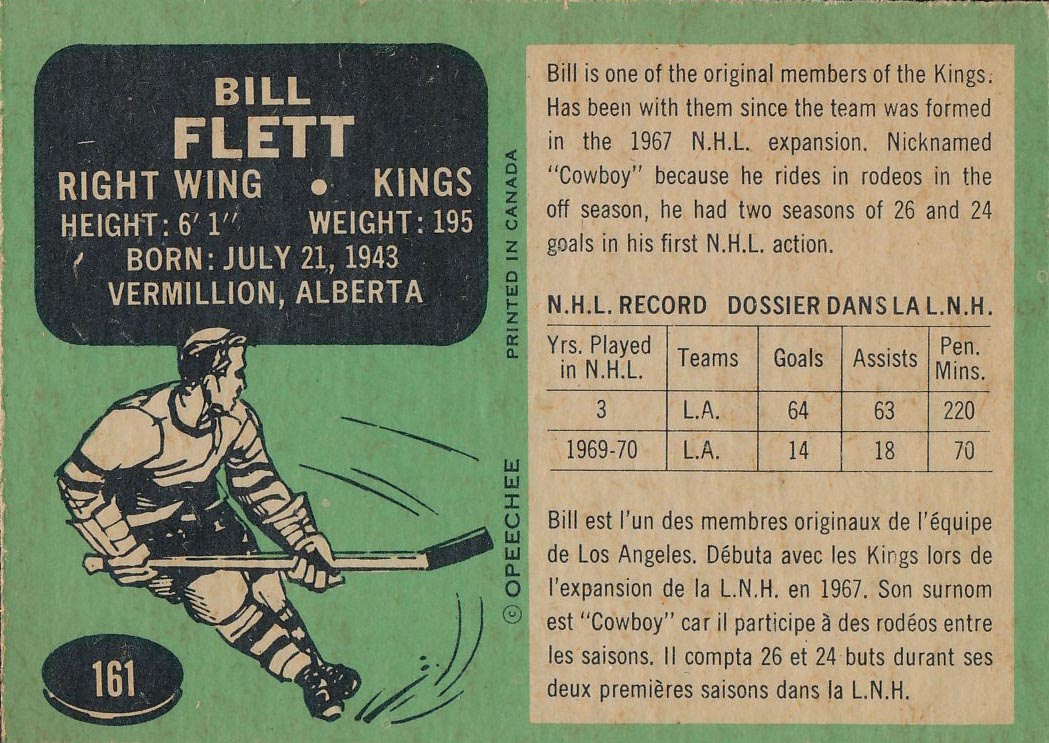 BILL
FLETT
RIGHT WING • KINGS
HEIGHT: 6' 1" WEIGHT: 195
BORN: JULY 21, 1943
VERMILLION, ALBERTA
161
© OPEECHEE PRINTED IN CANADA
Bill is one of the original members of the Kings.
Has been with them since the team was formed
in the 1967 N.H.L. expansion. Nicknamed
"Cowboy" because he rides in rodeos in the
off season, he had two seasons of 26 and 24
goals in his first N.H.L. action.
N.H.L. RECORD DOSSIER DANS LA L.N.H.
Yrs. Played in N.H.L. Teams Goals Assists Pen. Mins.
3 L.A. 64 63 220
1969-70 L.A. 14 18 70
Bill est l'un des membres originaux de l'équipe
de Los Angeles. Débuta avec les Kings lors de
l'expansion de la L.N.H. en 1967. Son surnom
est "Cowboy" car il participe à des rodéos entre
les saisons. Il compta 26 et 24 buts durant ses
deux premières saisons dans la L.N.H.